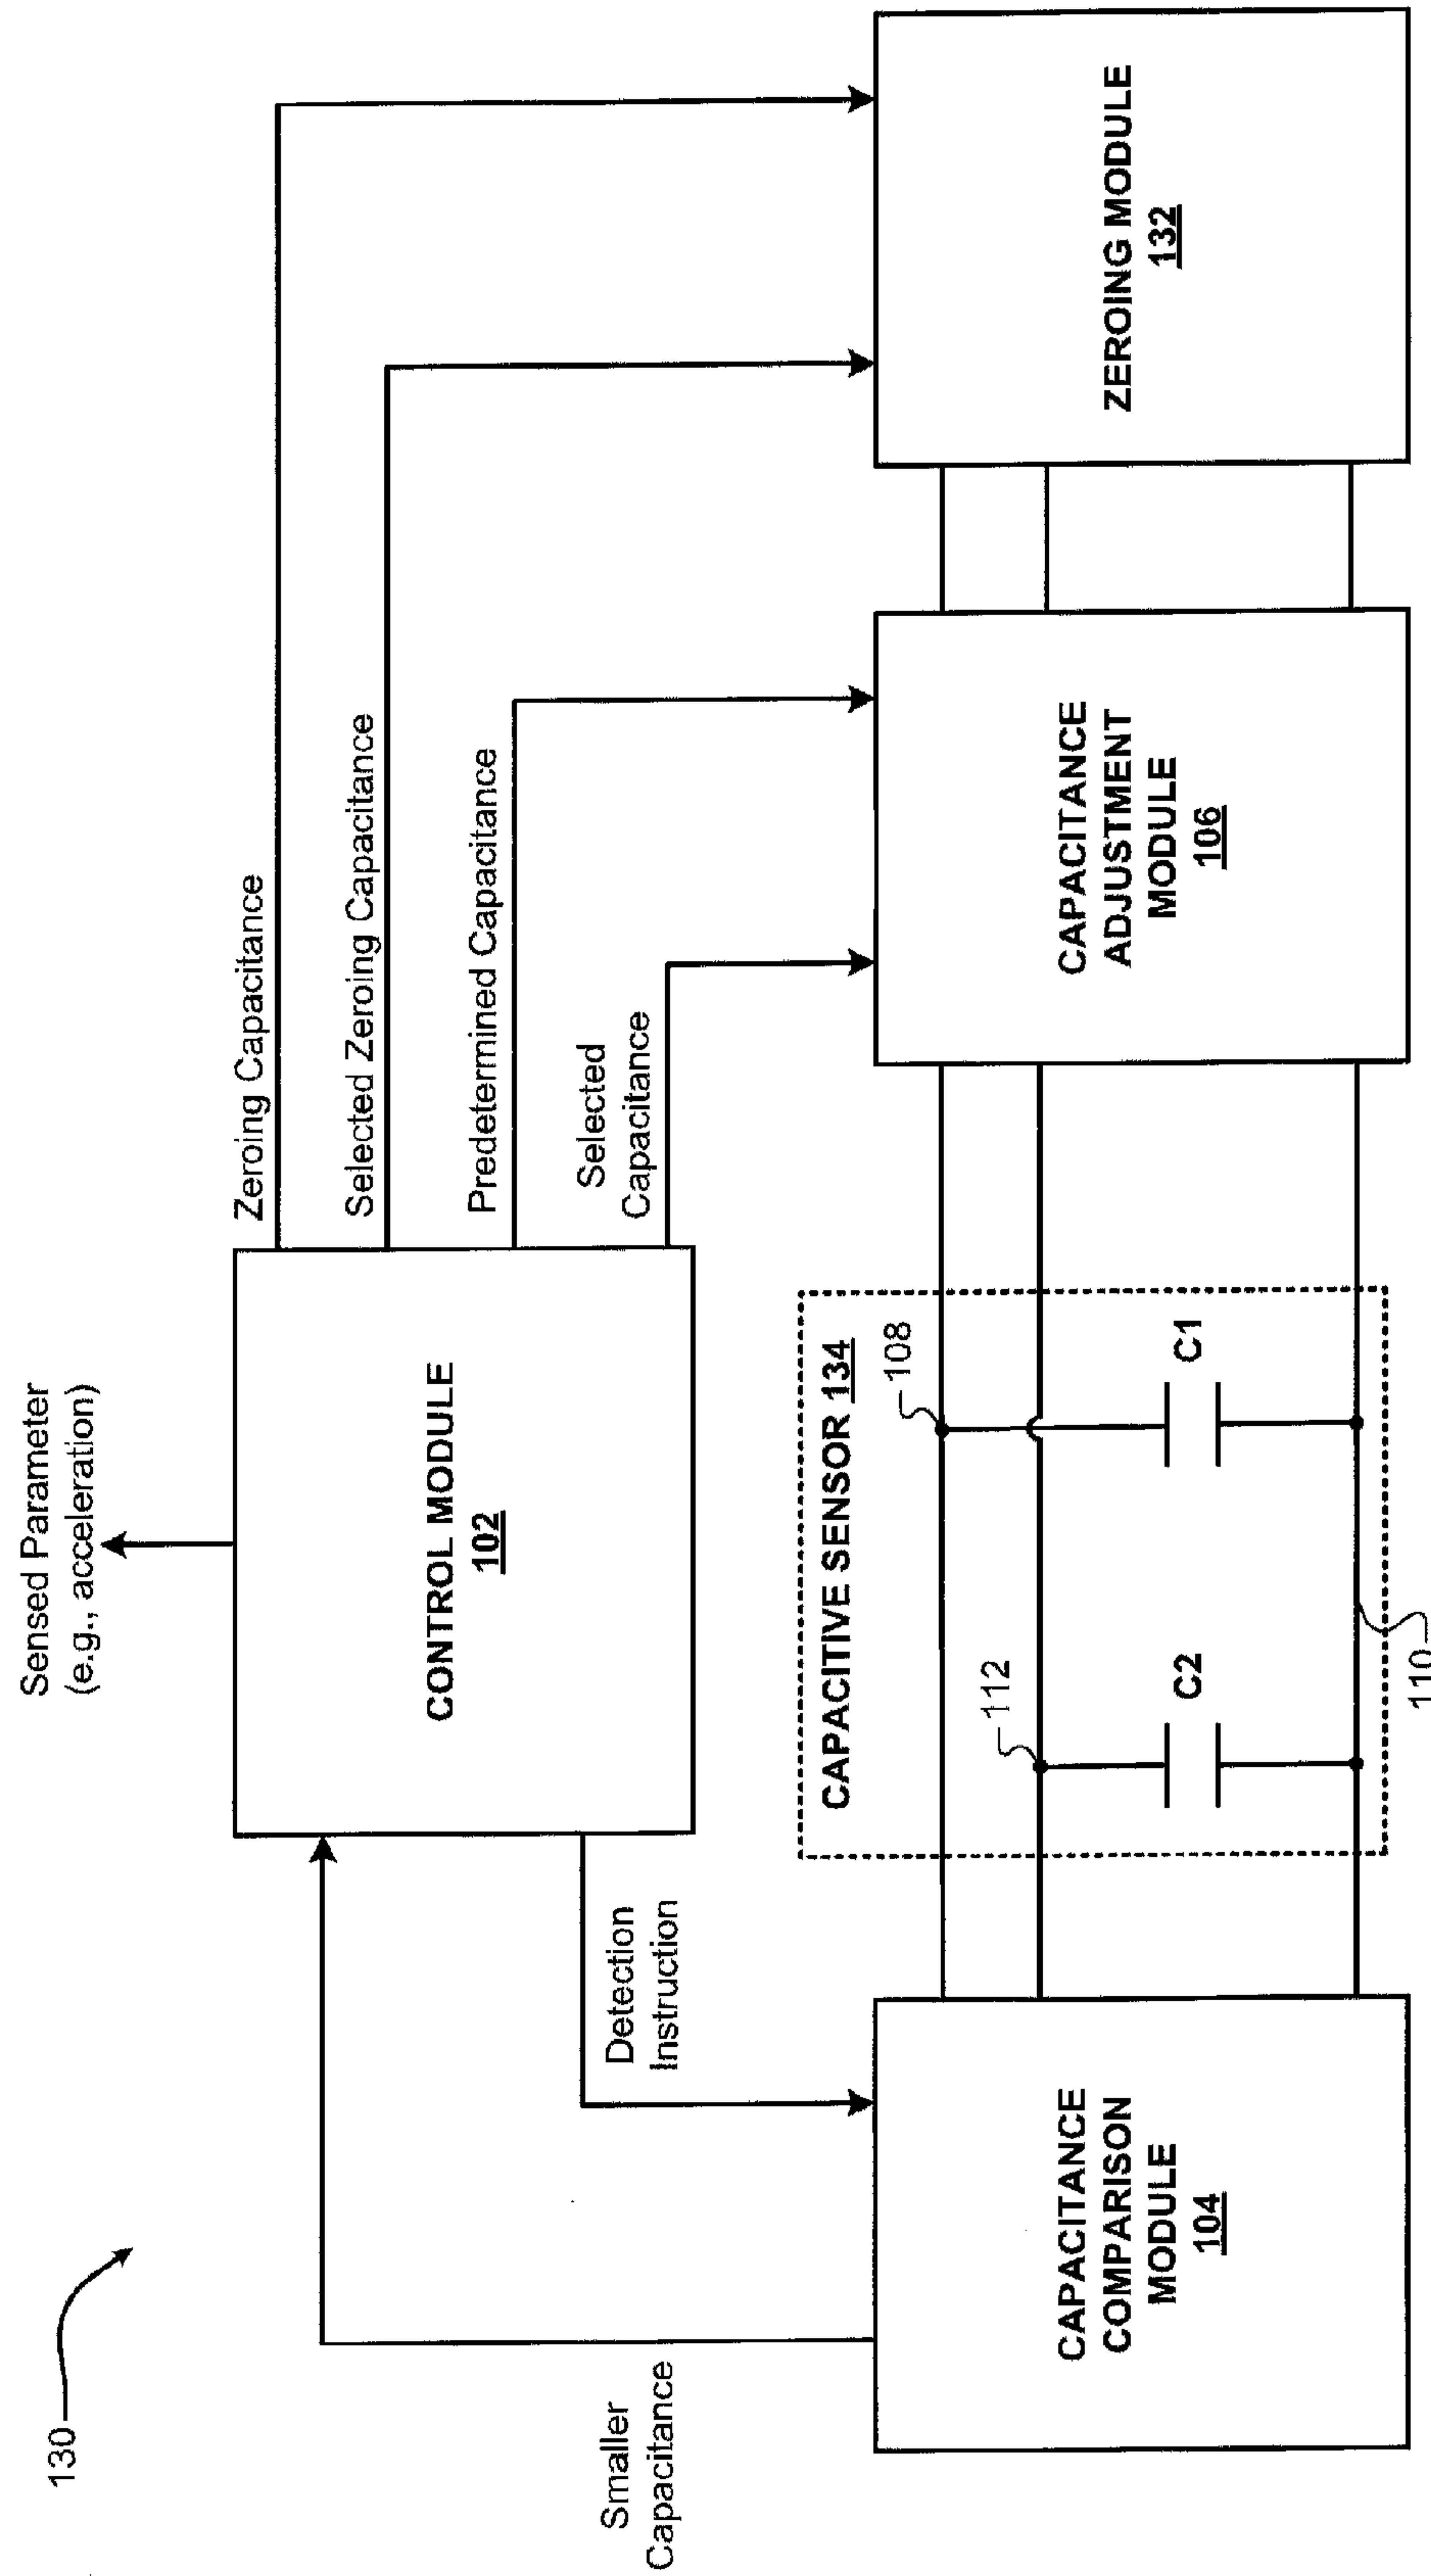 130
Sensed Parameter
(e.g., acceleration)
CONTROL MODULE
102
Zeroing Capacitance
Selected Zeroing Capacitance
Predetermined Capacitance
Selected
Capacitance
Smaller
Capacitance
Detection
Instruction
CAPACITIVE SENSOR 134
108
112
C2
C1
110
CAPACITANCE
COMPARISON
MODULE
104
CAPACITANCE
ADJUSTMENT
MODULE
106
ZEROING MODULE
132